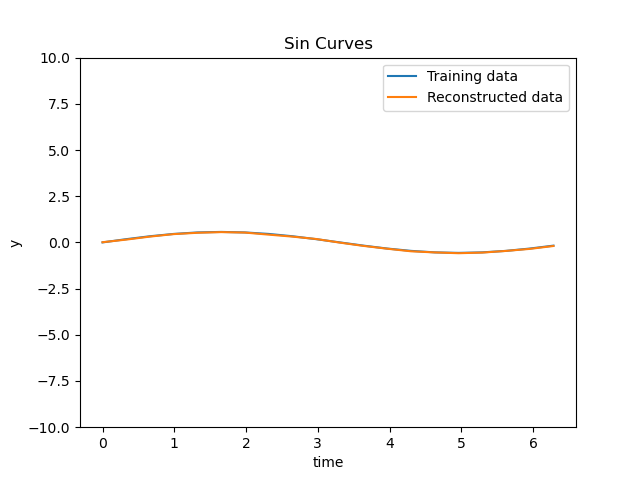 Sin Curves
Training data
Reconstructed data
10.0
7.5
5.0
2.5
0.0
−2.5
−5.0
−7.5
−10.0
y
0 1 2 3 4 5 6
time